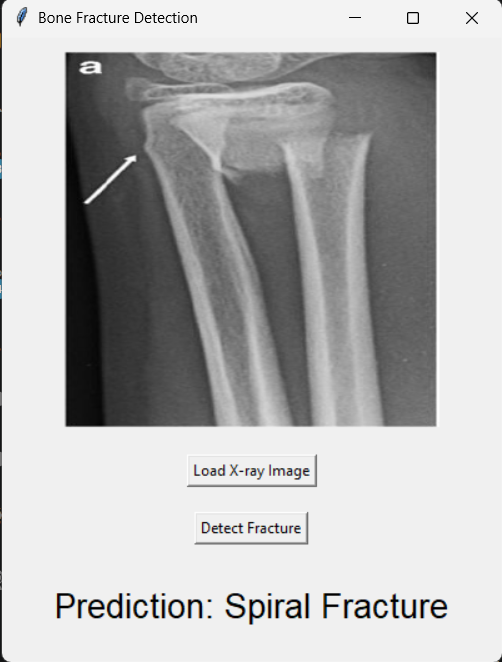 Bone Fracture Detection
a
Load X-ray Image
Detect Fracture
Prediction: Spiral Fracture